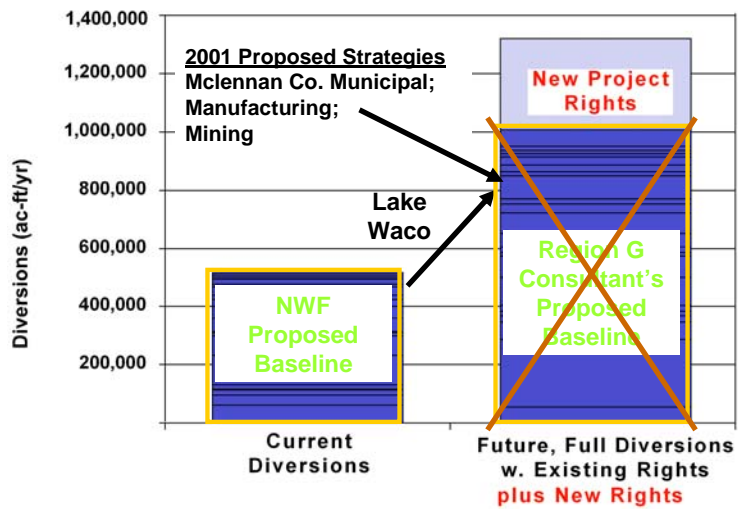 1,400,000
1,200,000
1,000,000
800,000
600,000
400,000
200,000
Diversions (ac-ft/yr)
2001 Proposed Strategies
Mclennan Co. Municipal;
Manufacturing;
Mining
Lake
Waco
New Project
Rights
NWF
Proposed
Baseline
Region G
Consultant's
Proposed
Baseline
Current
Diversions
Future, Full Diversions
w. Existing Rights
plus New Rights